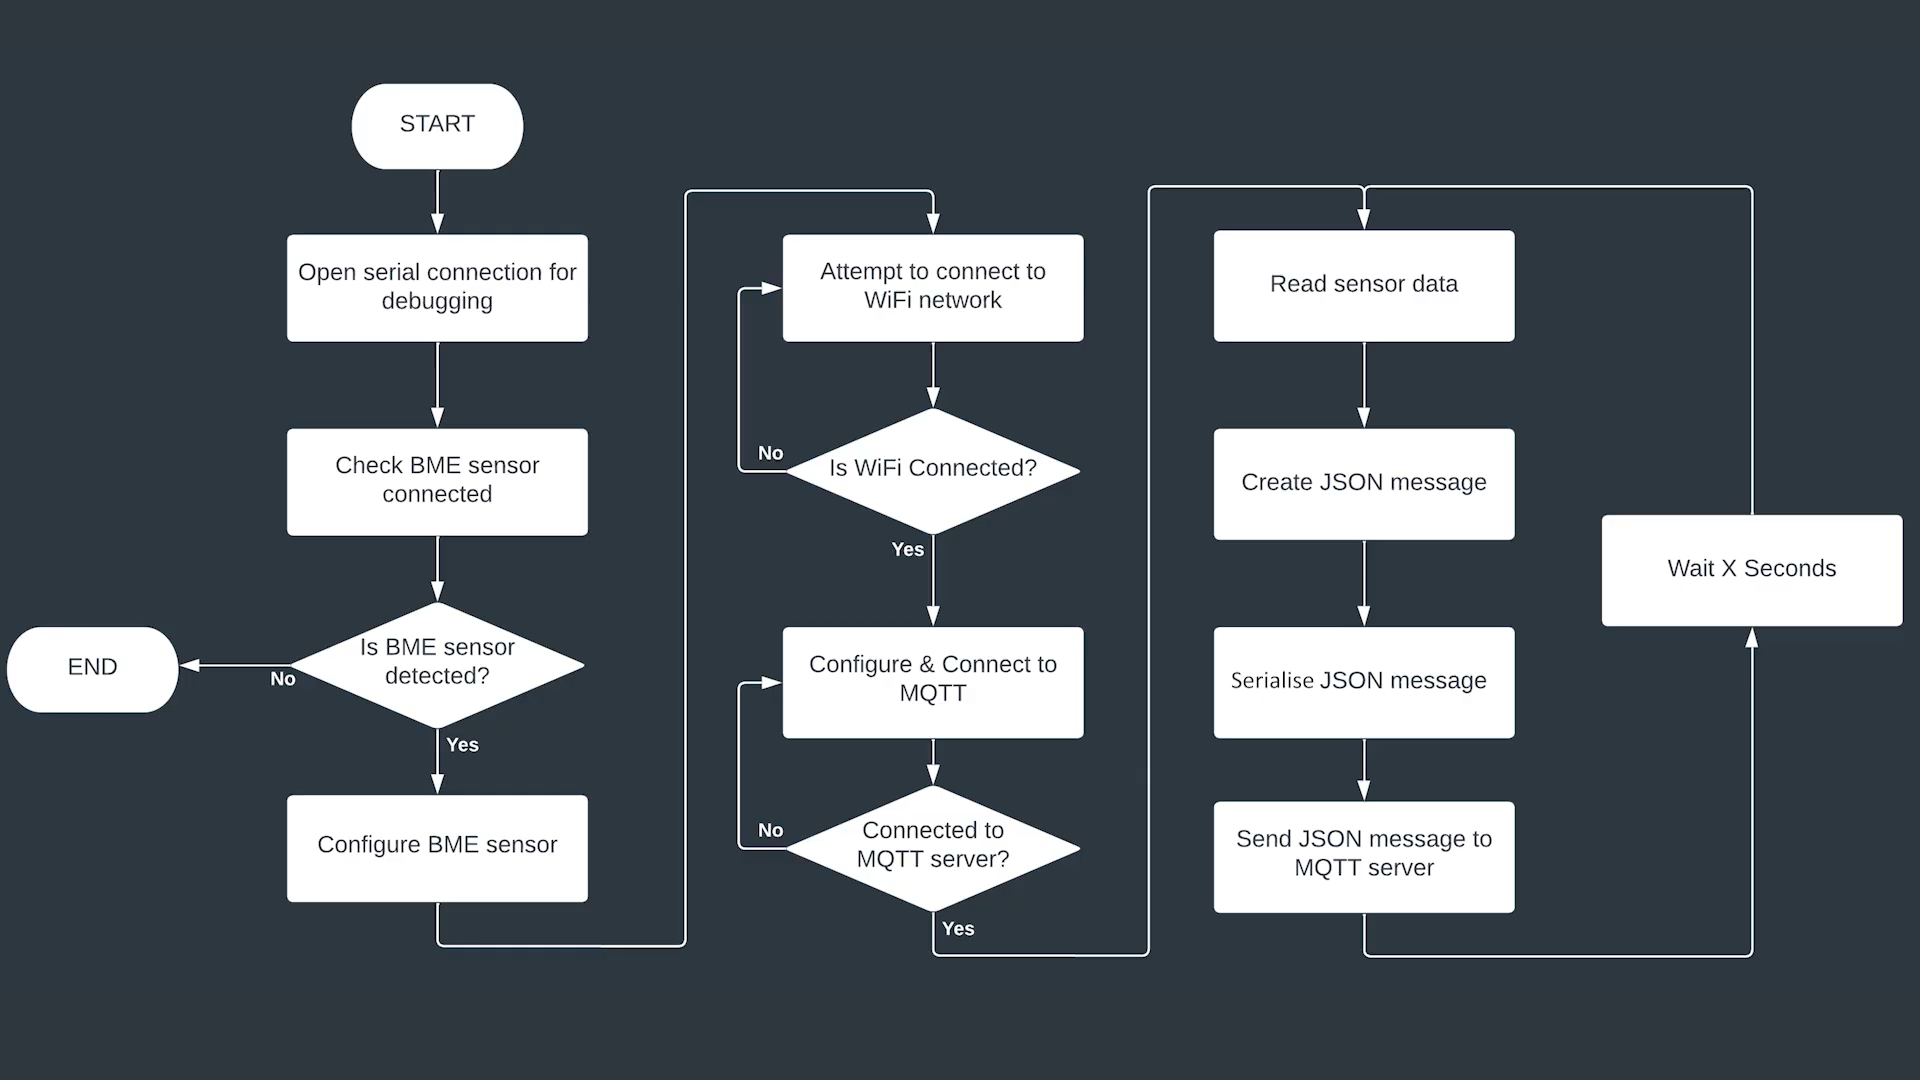 START
Open serial connection for
debugging
Check BME sensor
connected
Is BME sensor
detected?
No
END
Yes
Configure BME sensor
Attempt to connect to
WiFi network
Is WiFi Connected?
No
Yes
Configure & Connect to
MQTT
Connected to
MQTT server?
No
Yes
Read sensor data
Create JSON message
Serialise JSON message
Send JSON message to
MQTT server
Wait X Seconds